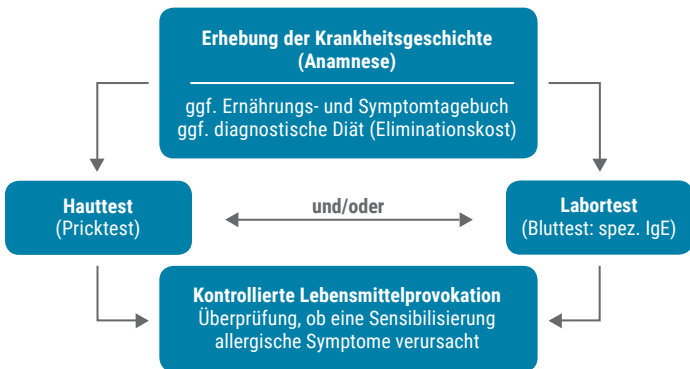 Erhebung der Krankheitsgeschichte
(Anamnese)
ggf. Ernährungs- und Symptomtagebuch
ggf. diagnostische Diät (Eliminationskost)
Hauttest
(Pricktest)
und/oder
Labortest
(Bluttest: spez. IgE)
Kontrollierte Lebensmittelprovokation
Überprüfung, ob eine Sensibilisierung
allergische Symptome verursacht